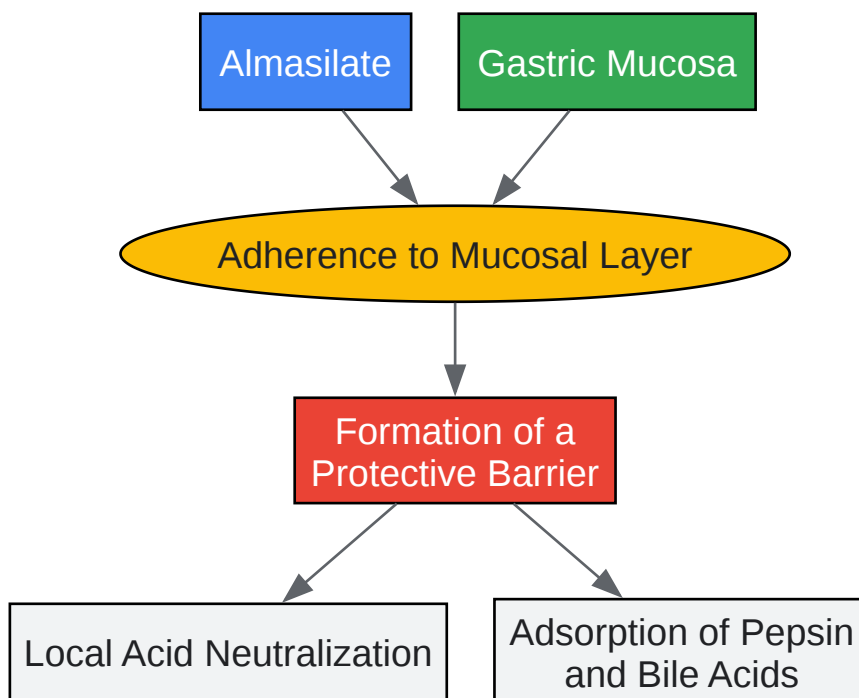 Almasilate
Gastric Mucosa
Adherence to Mucosal Layer
Formation of a
Protective Barrier
Local Acid Neutralization
Adsorption of Pepsin
and Bile Acids